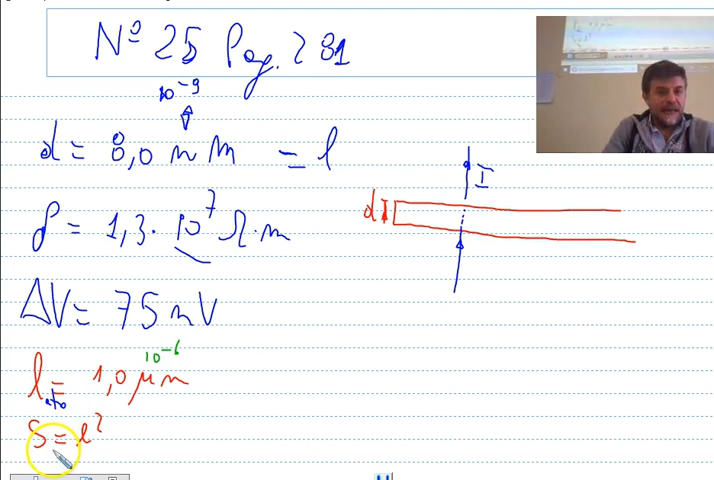 Nº 25 Pag. 281
10⁻⁹
d = 8,0 n m = l
I
d
ρ = 1,3 · 10⁷ Ω · m
ΔV = 75 mV
10⁻⁶
l = 1,0 μm
S = l²